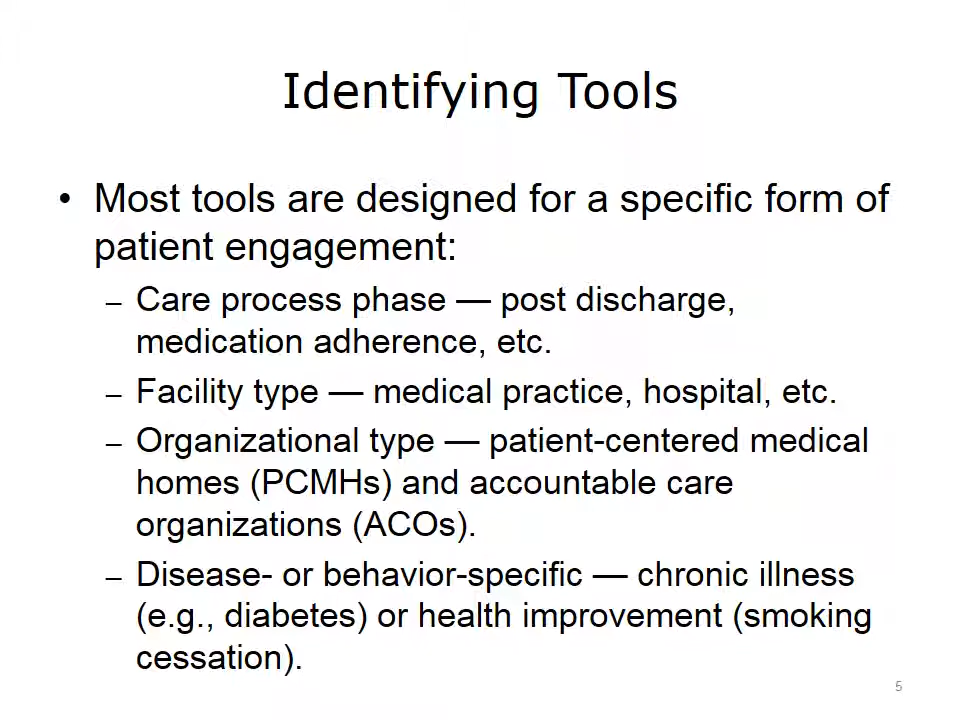 Identifying Tools
• Most tools are designed for a specific form of
patient engagement:
– Care process phase — post discharge,
medication adherence, etc.
– Facility type — medical practice, hospital, etc.
– Organizational type — patient-centered medical
homes (PCMHs) and accountable care
organizations (ACOs).
– Disease- or behavior-specific — chronic illness
(e.g., diabetes) or health improvement (smoking
cessation).
5